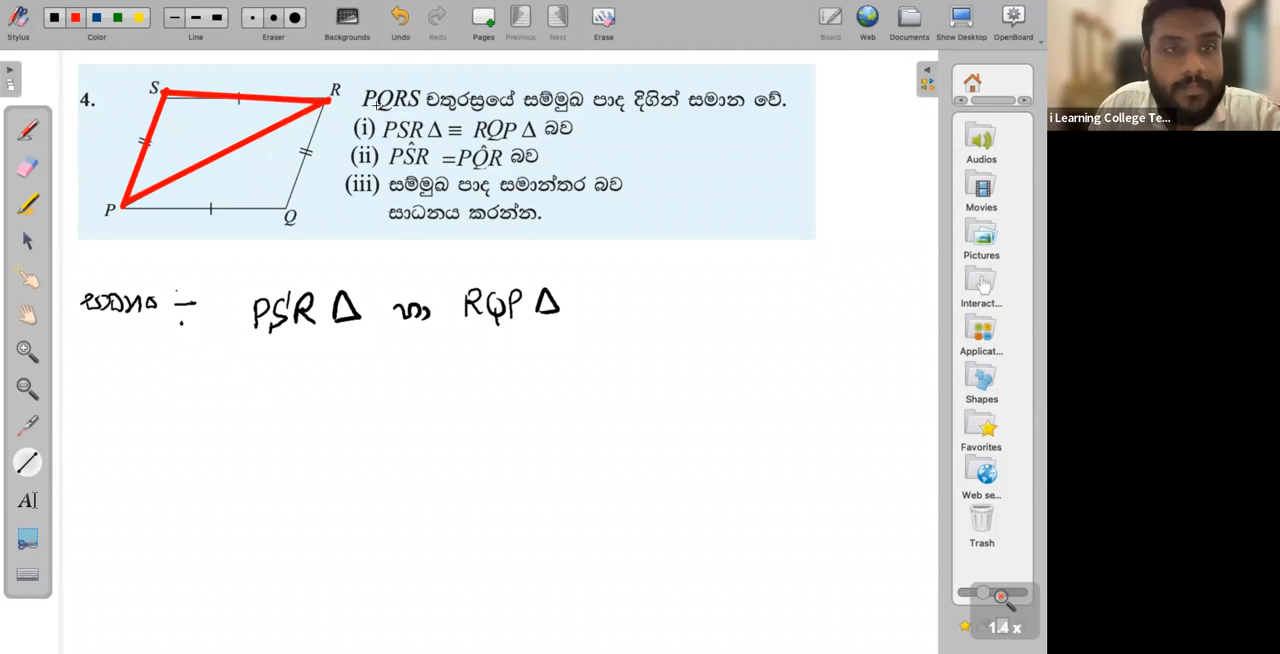 Stylus
Color
Line
Eraser
Backgrounds
Undo
Redo
Pages
Previous
Next
Erase
Board
Web
Documents
Show Desktop
OpenBoard
4.
S
R
P
Q
PQRS චතුරස්‍රයේ සම්මුඛ පාද දිගින් සමාන වේ.
(i) PSR Δ ≡ RQP Δ බව
(ii) PŜR = PQ̂R බව
(iii) සම්මුඛ පාද සමාන්තර බව
සාධනය කරන්න.
සාධනය :- PSR Δ හා RQP Δ
Audios
Movies
Pictures
Interact...
Applicat...
Shapes
Favorites
Web se...
Trash
1.4 x
i Learning College Te...